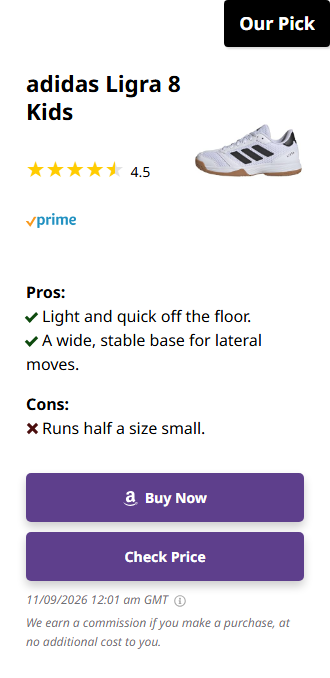 Our Pick
adidas Ligra 8
Kids
4.5
prime
Pros:
Light and quick off the floor.
A wide, stable base for lateral
moves.
Cons:
Runs half a size small.
Buy Now
Check Price
11/09/2026 12:01 am GMT
We earn a commission if you make a purchase, at
no additional cost to you.